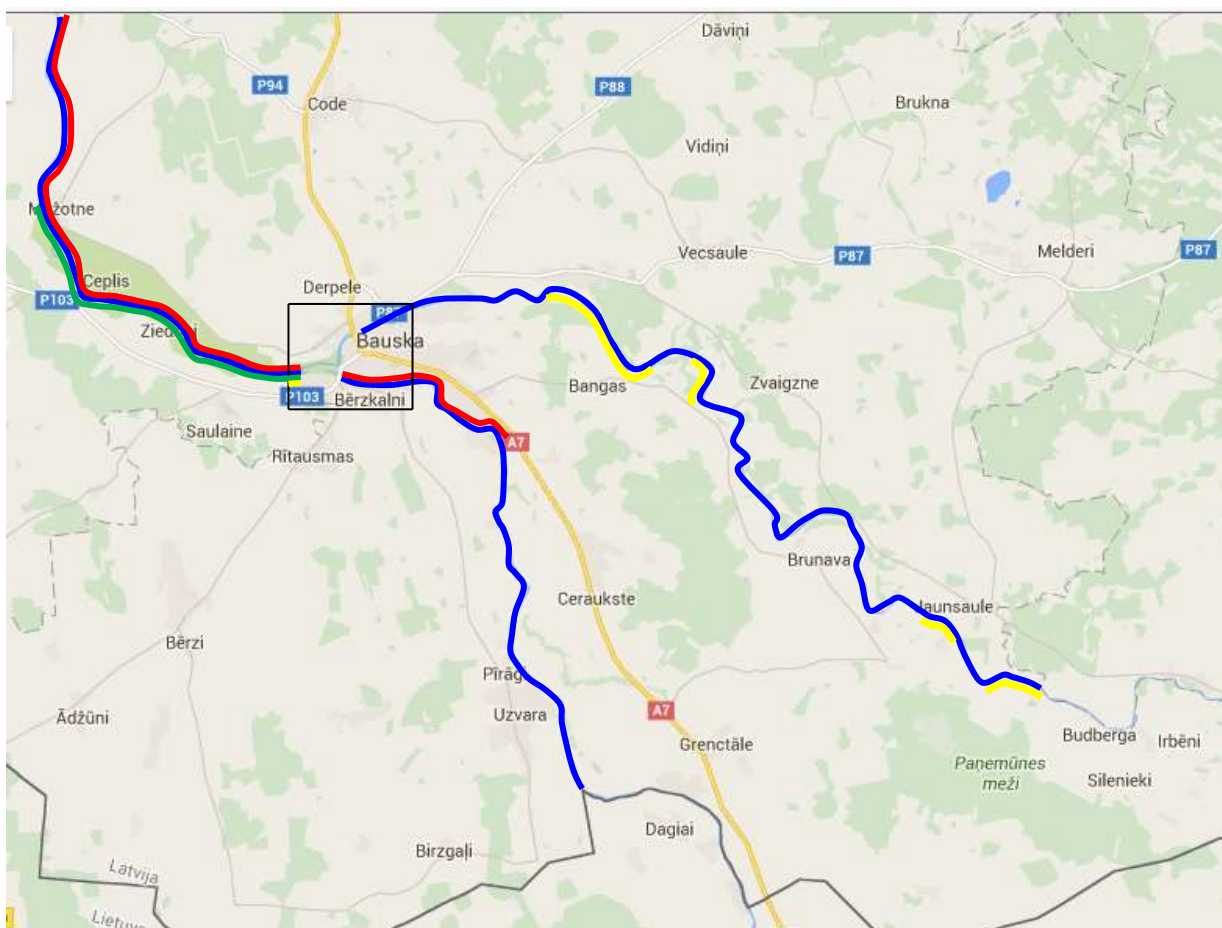 Dāviņi
P94
P88
Code
Brukna
Vidiņi
Mežotne
Vecsaule
P87
Melderi
P87
Ceplis
Derpele
P103
Ziedoņi
Bauska
Bangas
Zvaigzne
P103
Bērzkalni
Saulaine
A7
Rītausmas
Brunava
Ceraukste
Jaunsaule
Bērzi
Pīrāgi
Uzvara
A7
Ādžūni
Grenctāle
Budberga
Irbēni
Paņemūnes
meži
Silenieki
Dagiai
Birzgaļi
Latvija